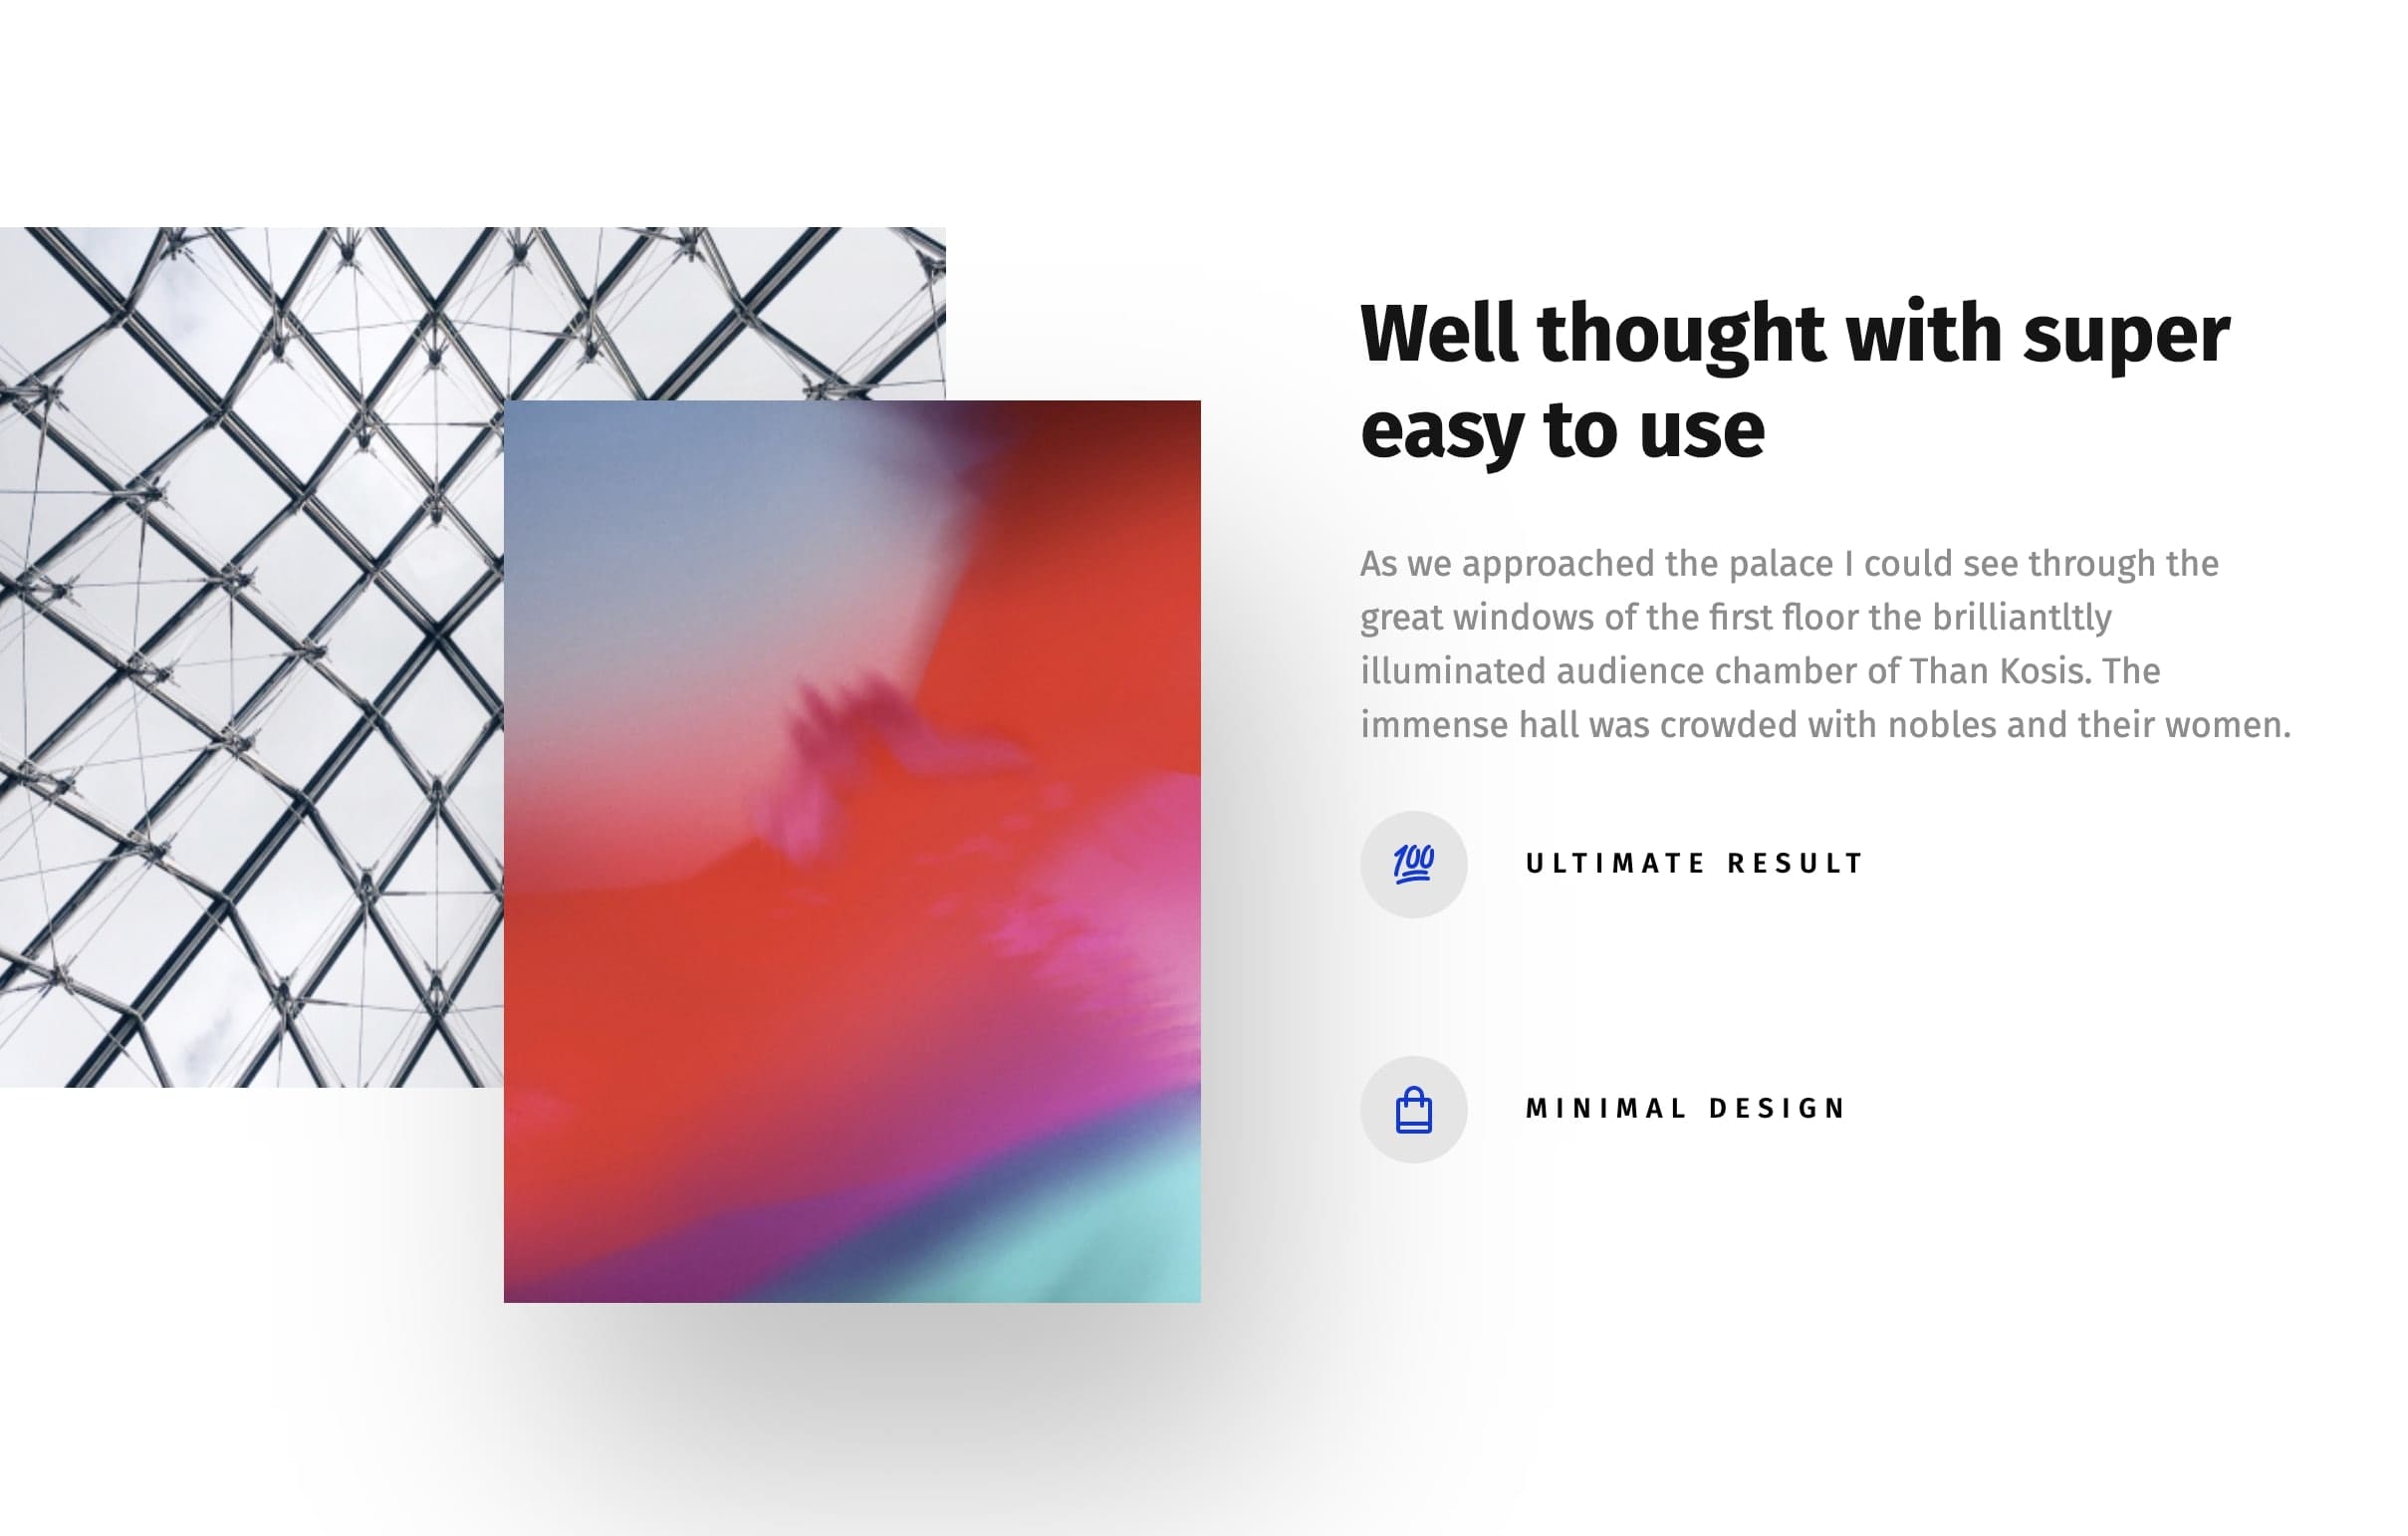 Well thought with super
easy to use
As we approached the palace I could see through the
great windows of the first floor the brilliantltly
illuminated audience chamber of Than Kosis. The
immense hall was crowded with nobles and their women.
100
ULTIMATE RESULT
MINIMAL DESIGN